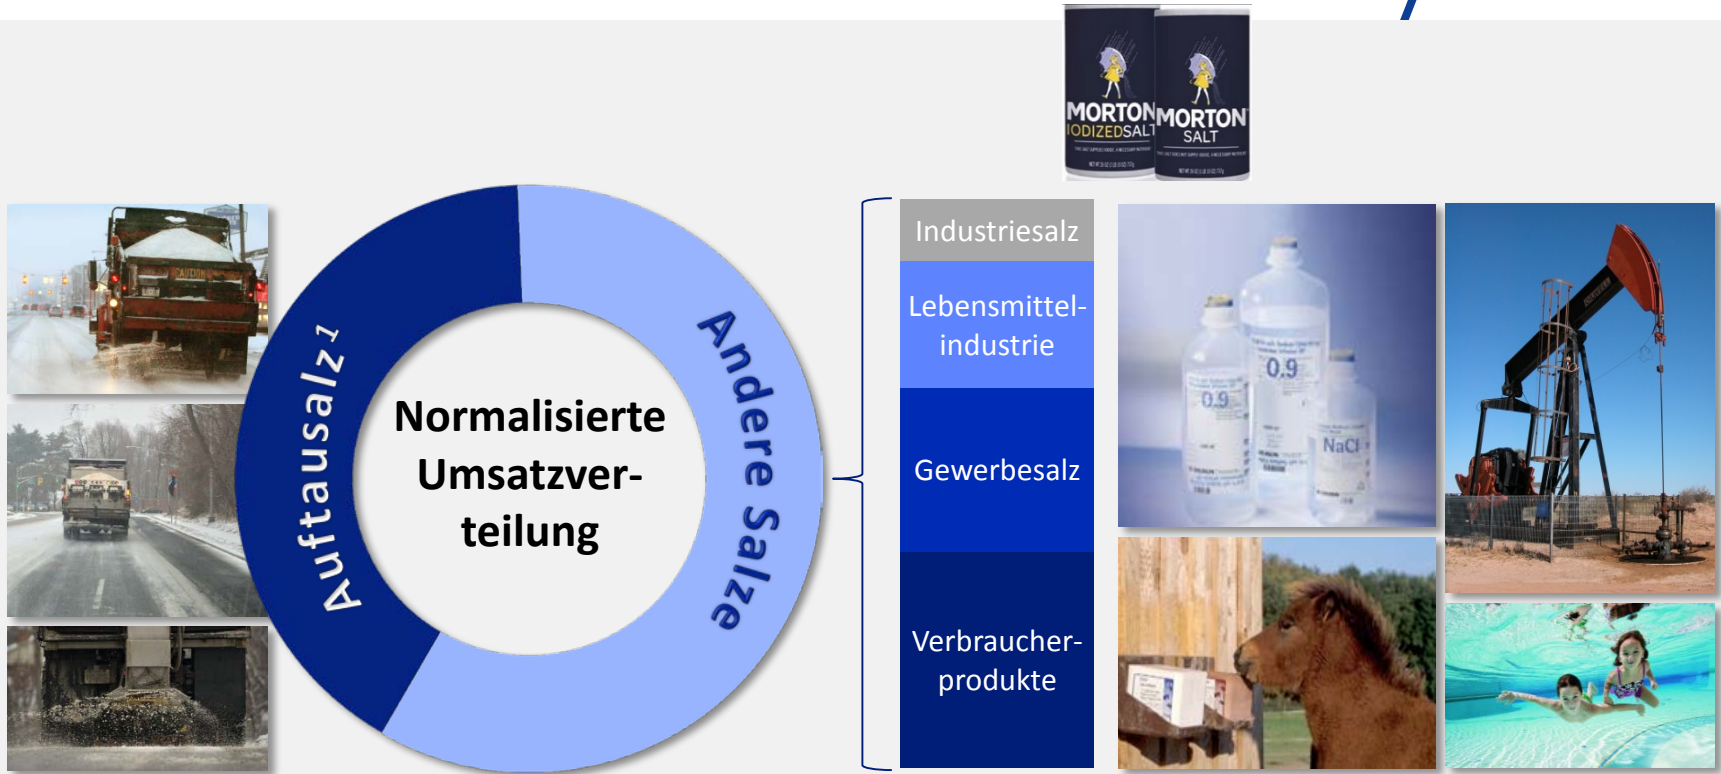 MORTON
IODIZED SALT
MORTON
SALT
CAUTION
Auftausalz¹
Normalisierte
Umsatzver-
teilung
Andere Salze
Industriesalz
Lebensmittel-
industrie
Gewerbesalz
Verbraucher-
produkte
0.9
0.9
NaCl